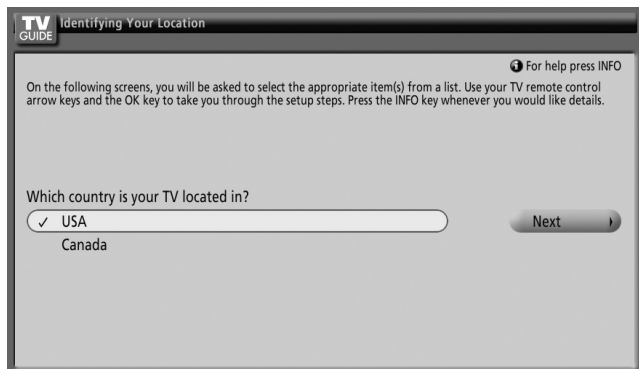 TV
GUIDE
Identifying Your Location
i For help press INFO
On the following screens, you will be asked to select the appropriate item(s) from a list. Use your TV remote control
arrow keys and the OK key to take you through the setup steps. Press the INFO key whenever you would like details.
Which country is your TV located in?
✓ USA
Next
Canada